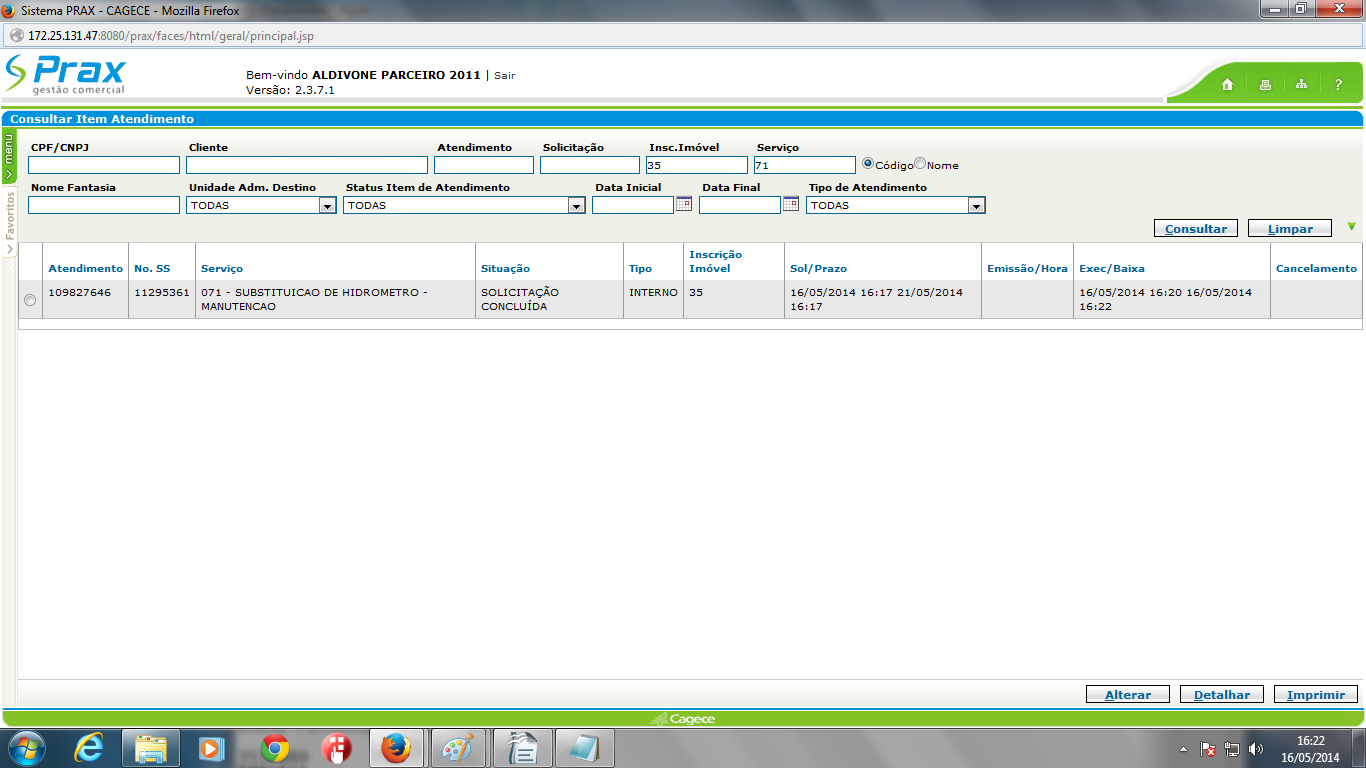 Sistema PRAX - CAGECE - Mozilla Firefox
172.25.131.47:8080/prax/faces/html/geral/principal.jsp
Prax
gestão comercial
Bem-vindo ALDIVONE PARCEIRO 2011 | Sair
Versão: 2.3.7.1
?
Consultar Item Atendimento
menu
Favoritos
CPF/CNPJ Cliente Atendimento Solicitação Insc.Imóvel Serviço
35 71 Código Nome
Nome Fantasia Unidade Adm. Destino Status Item de Atendimento Data Inicial Data Final Tipo de Atendimento
TODAS TODAS TODAS
Consultar Limpar
Atendimento No. SS Serviço Situação Tipo Inscrição Imóvel Sol/Prazo Emissão/Hora Exec/Baixa Cancelamento
109827646 11295361 071 - SUBSTITUICAO DE HIDROMETRO - SOLICITAÇÃO INTERNO 35 16/05/2014 16:17 21/05/2014 16/05/2014 16:20 16/05/2014
MANUTENCAO CONCLUÍDA 16:17 16:22
Alterar Detalhar Imprimir
Cagece
16:22
16/05/2014